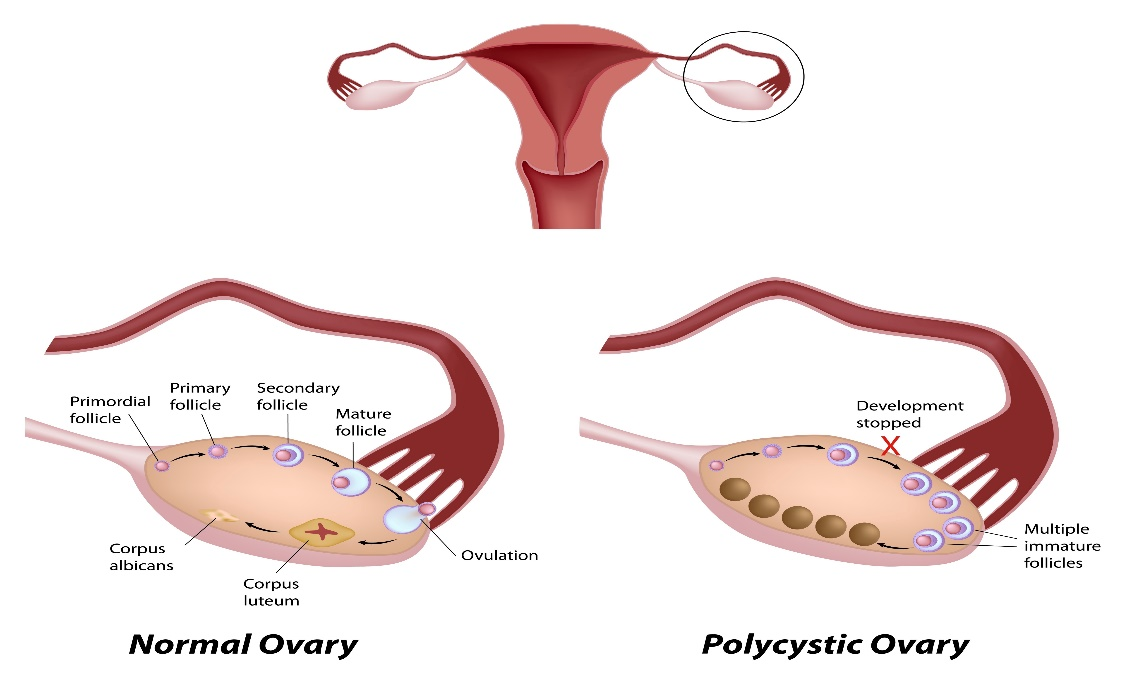 Primordial
follicle
Primary
follicle
Secondary
follicle
Mature
follicle
Ovulation
Corpus
luteum
Corpus
albicans
Normal Ovary
Development
stopped
X
Multiple
immature
follicles
Polycystic Ovary